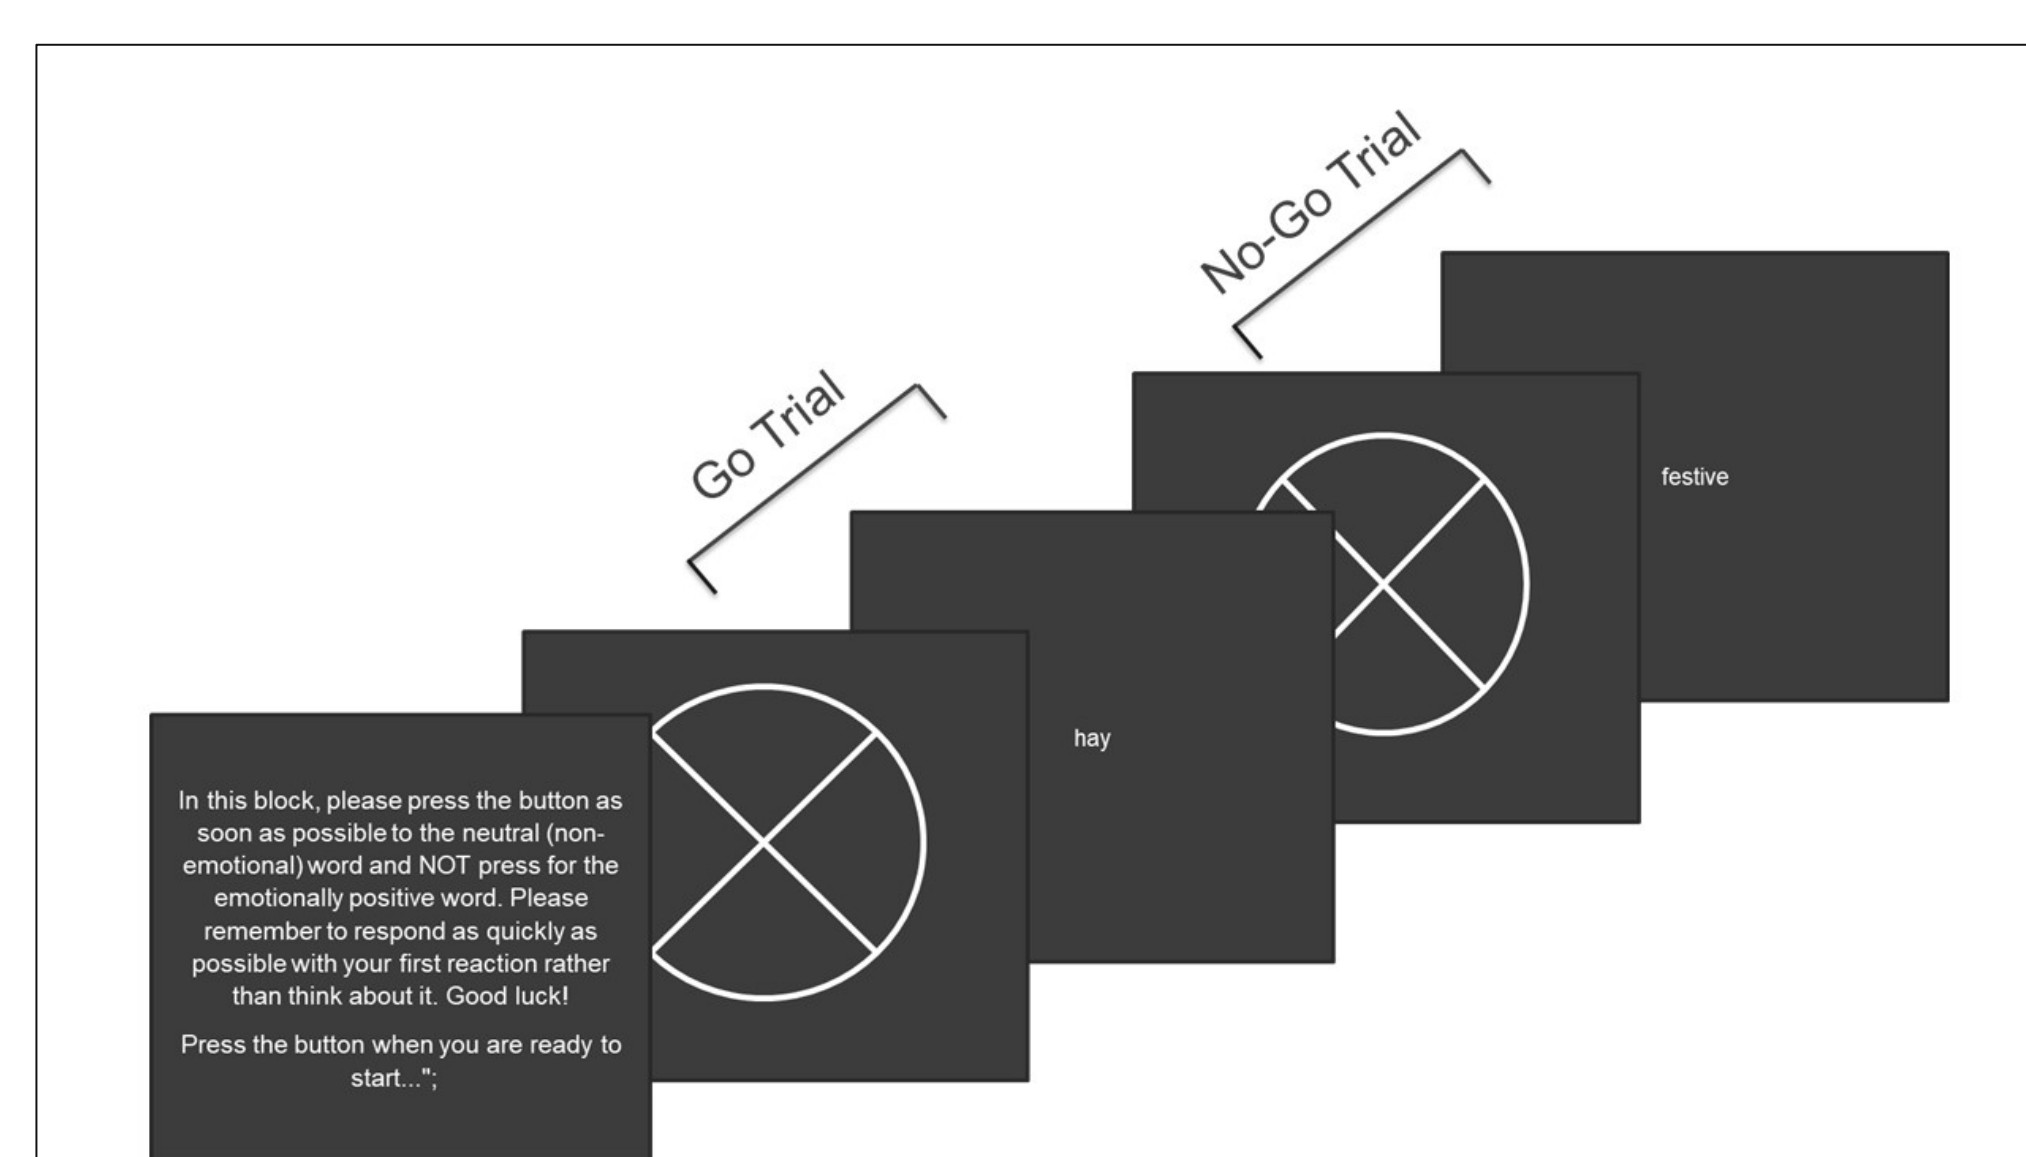 No-Go Trial
Go Trial
festive
hay
In this block, please press the button as
soon as possible to the neutral (non-
emotional) word and NOT press for the
emotionally positive word. Please
remember to respond as quickly as
possible with your first reaction rather
than think about it. Good luck!
Press the button when you are ready to
start...";